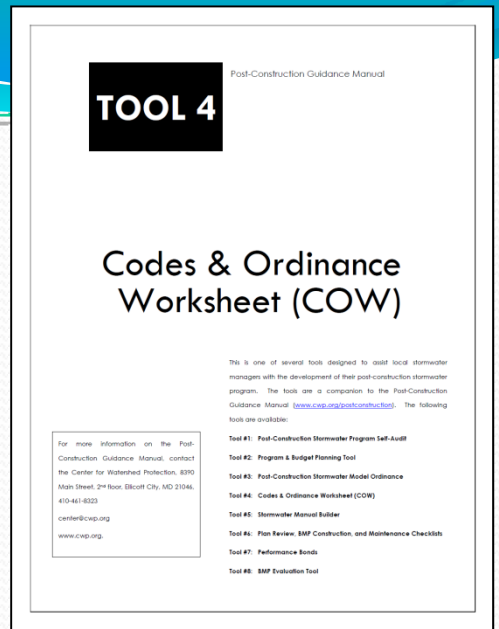 TOOL 4
Post-Construction Guidance Manual
Codes & Ordinance
Worksheet (COW)
This is one of several tools designed to assist local stormwater
managers with the development of their post-construction stormwater
program. The tools are a companion to the Post-Construction
Guidance Manual (www.cwp.org/postconstruction). The following
tools are available:
Tool #1: Post-Construction Stormwater Program Self-Audit
Tool #2: Program & Budget Planning Tool
Tool #3: Post-Construction Stormwater Model Ordinance
Tool #4: Codes & Ordinance Worksheet (COW)
Tool #5: Stormwater Manual Builder
Tool #6: Plan Review, BMP Construction, and Maintenance Checklists
Tool #7: Performance Bonds
Tool #8: BMP Evaluation Tool
For more information on the Post-
Construction Guidance Manual, contact
the Center for Watershed Protection, 8390
Main Street, 2nd floor, Ellicott City, MD 21046,
410-461-8323
center@cwp.org
www.cwp.org.